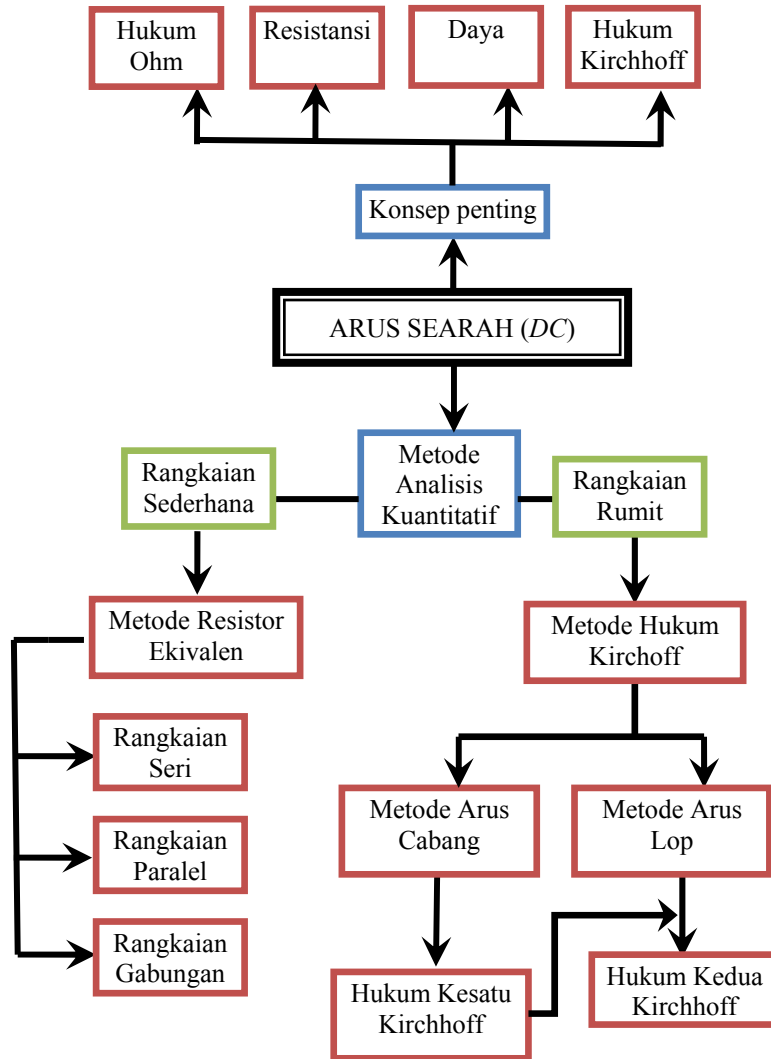 Hukum
Ohm
Resistansi
Daya
Hukum
Kirchhoff
Konsep penting
ARUS SEARAH (DC)
Metode
Analisis
Kuantitatif
Rangkaian
Sederhana
Rangkaian
Rumit
Metode Resistor
Ekivalen
Metode Hukum
Kirchoff
Rangkaian
Seri
Rangkaian
Paralel
Rangkaian
Gabungan
Metode Arus
Cabang
Metode Arus
Lop
Hukum Kesatu
Kirchhoff
Hukum Kedua
Kirchhoff